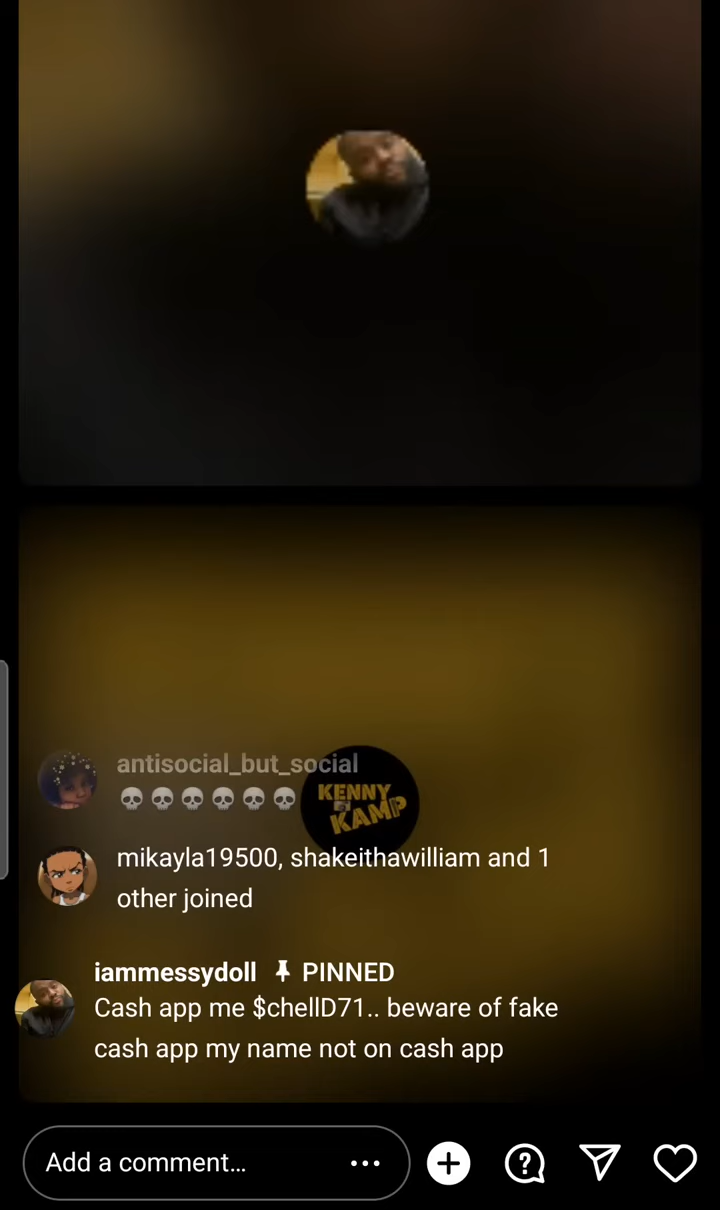 antisocial_but_social
💀💀💀💀💀💀
KENNY
KAMP
mikayla19500, shakeithawilliam and 1
other joined
iammessydoll PINNED
Cash app me $chellD71.. beware of fake
cash app my name not on cash app
Add a comment...